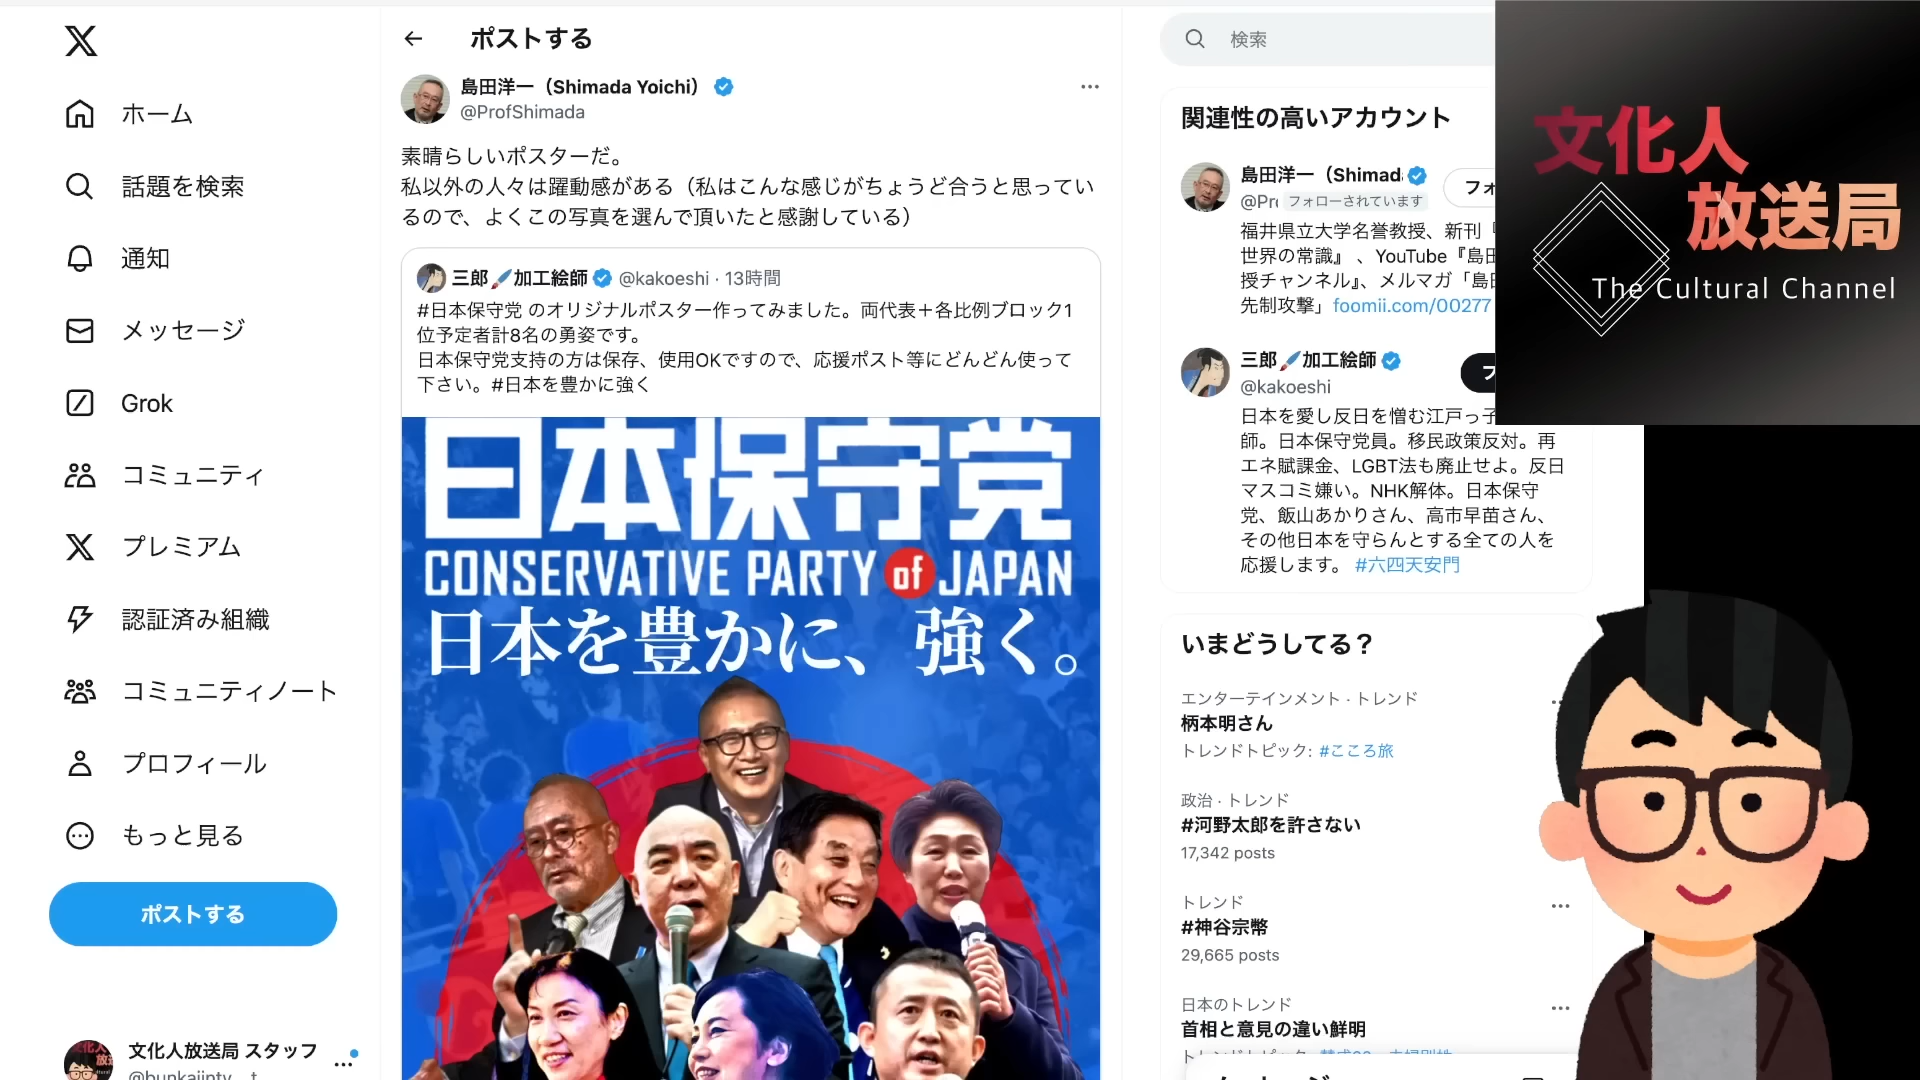 ホーム
話題を検索
通知
メッセージ
Grok
コミュニティ
プレミアム
認証済み組織
コミュニティノート
プロフィール
もっと見る
ポストする
文化人放送局 スタッフ
ポストする
島田洋一（Shimada Yoichi）
@ProfShimada
素晴らしいポスターだ。
私以外の人々は躍動感がある（私はこんな感じがちょうど合うと思ってい
るので、よくこの写真を選んで頂いたと感謝している）
三郎🖌️加工絵師 @kakoeshi · 13時間
#日本保守党 のオリジナルポスター作ってみました。両代表＋各比例ブロック1
位予定者計8名の勇姿です。
日本保守党支持の方は保存、使用OKですので、応援ポスト等にどんどん使って
下さい。#日本を豊かに強く
日本保守党
CONSERVATIVE PARTY of JAPAN
日本を豊かに、強く。
検索
関連性の高いアカウント
島田洋一（Shimad
フォ
@Pr フォローされています
福井県立大学名誉教授、新刊『
世界の常識』 、YouTube『島田
授チャンネル』、メルマガ「島田
先制攻撃」foomii.com/00277
三郎🖌️加工絵師
フ
@kakoeshi
日本を愛し反日を憎む江戸っ子
師。日本保守党員。移民政策反対。再
エネ賦課金、LGBT法も廃止せよ。反日
マスコミ嫌い。NHK解体。日本保守
党、飯山あかりさん、高市早苗さん、
その他日本を守らんとする全ての人を
応援します。 #六四天安門
いまどうしてる？
エンターテインメント · トレンド
柄本明さん
トレンドトピック: #こころ旅
政治 · トレンド
#河野太郎を許さない
17,342 posts
トレンド
#神谷宗幣
29,665 posts
日本のトレンド
首相と意見の違い鮮明
文化人
放送局
The Cultural Channel